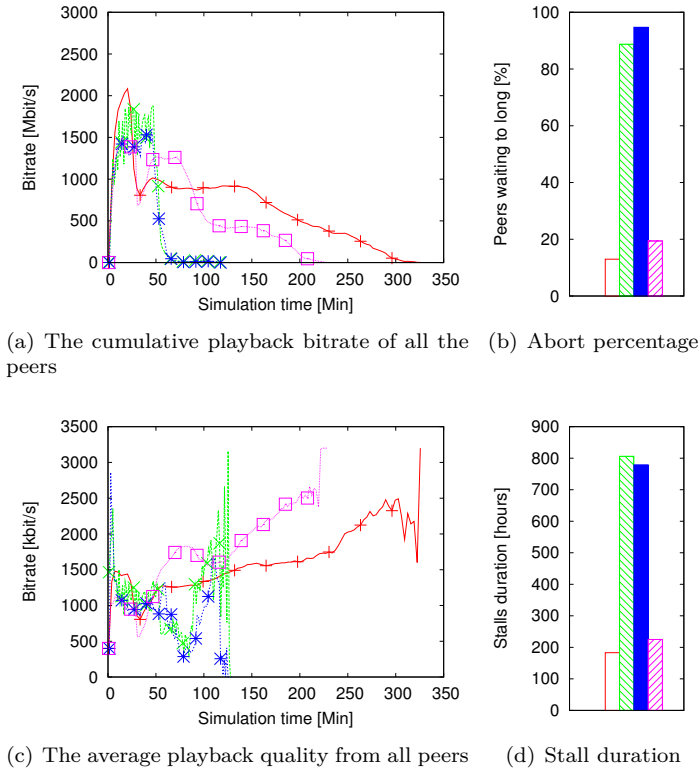 Bitrate [Mbit/s]
3000
2500
2000
1500
1000
500
0
0 50 100 150 200 250 300 350
Simulation time [Min]
(a) The cumulative playback bitrate of all the
peers
Peers waiting to long [%]
100
80
60
40
20
0
(b) Abort percentage
Bitrate [kbit/s]
3500
3000
2500
2000
1500
1000
500
0
0 50 100 150 200 250 300 350
Simulation time [Min]
(c) The average playback quality from all peers
Stalls duration [hours]
900
800
700
600
500
400
300
200
100
0
(d) Stall duration